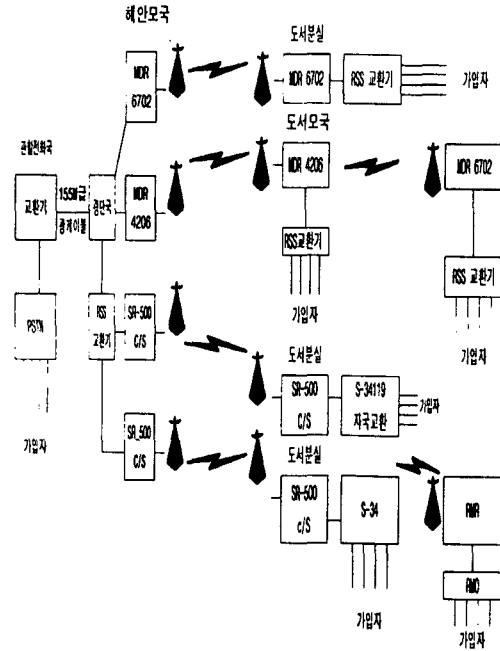 해안모국
도서분실
MDR
6702
MDR 6702
RSS 교환기
가입자
도서모국
관할전화국
교환기
155M급
광케이블
종단국
MDR
4206
MDR 4206
MDR 6702
RSS교환기
가입자
RSS 교환기
가입자
PSTN
가입자
RSS
교환기
SR-500
C/S
도서분실
SR-500
C/S
S-34119
자국교환
가입자
SR_500
C/S
도서분실
SR-500
C/S
S-34
가입자
RMR
RMD
가입자